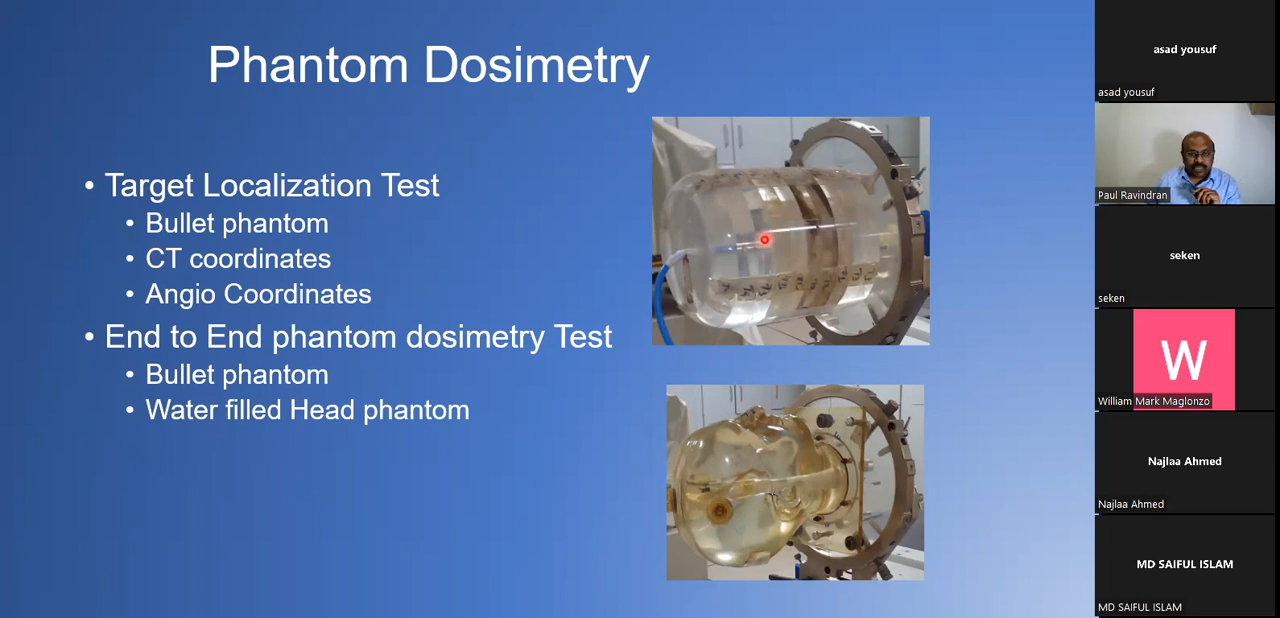 Phantom Dosimetry
• Target Localization Test
• Bullet phantom
• CT coordinates
• Angio Coordinates
• End to End phantom dosimetry Test
• Bullet phantom
• Water filled Head phantom
asad yousuf
asad yousuf
Paul Ravindran
seken
seken
W
William Mark Maglonzo
Najlaa Ahmed
Najlaa Ahmed
MD SAIFUL ISLAM
MD SAIFUL ISLAM